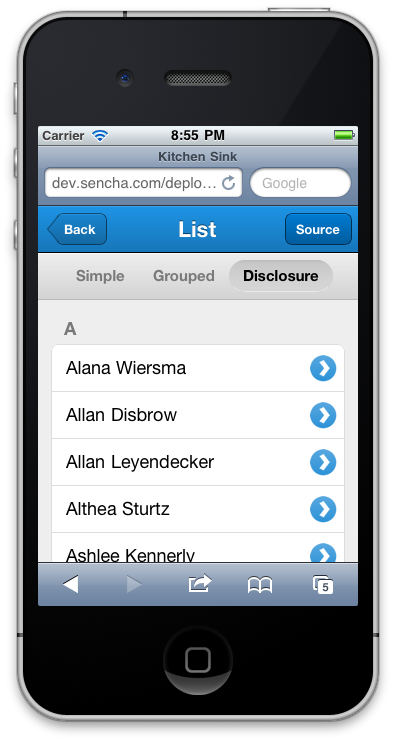 Carrier 8:55 PM
Kitchen Sink
dev.sencha.com/deplo... Google
Back List Source
Simple Grouped Disclosure
A
Alana Wiersma
Allan Disbrow
Allan Leyendecker
Althea Sturtz
Ashlee Kennerly
5